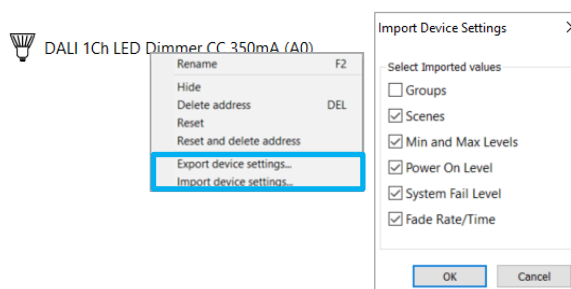 DALI 1Ch LED Dimmer CC 350mA (A0)
Rename F2
Hide
Delete address DEL
Reset
Reset and delete address
Export device settings...
Import device settings...
Import Device Settings
Select Imported values
Groups
Scenes
Min and Max Levels
Power On Level
System Fail Level
Fade Rate/Time
OK Cancel